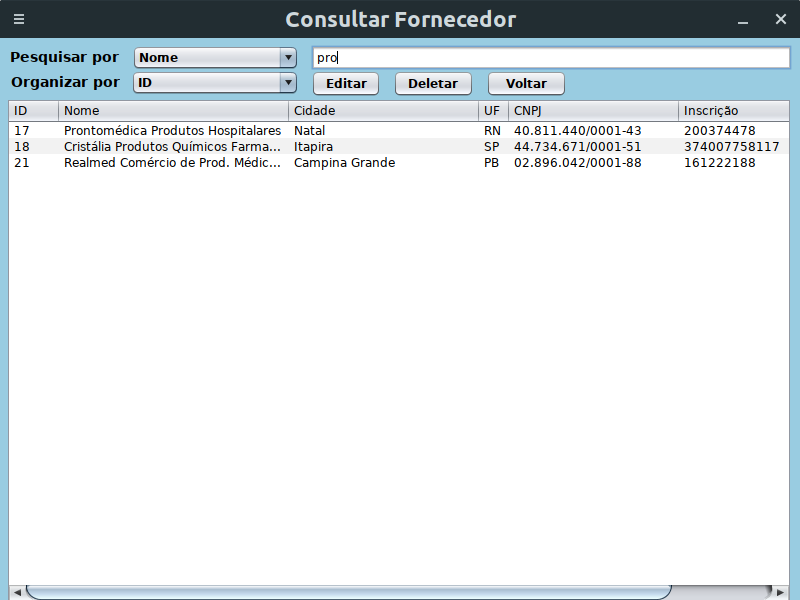 Consultar Fornecedor
Pesquisar por Nome pro
Organizar por ID Editar Deletar Voltar
ID Nome Cidade UF CNPJ Inscrição
17 Prontomédica Produtos Hospitalares Natal RN 40.811.440/0001-43 200374478
18 Cristália Produtos Químicos Farma... Itapira SP 44.734.671/0001-51 374007758117
21 Realmed Comércio de Prod. Médic... Campina Grande PB 02.896.042/0001-88 161222188